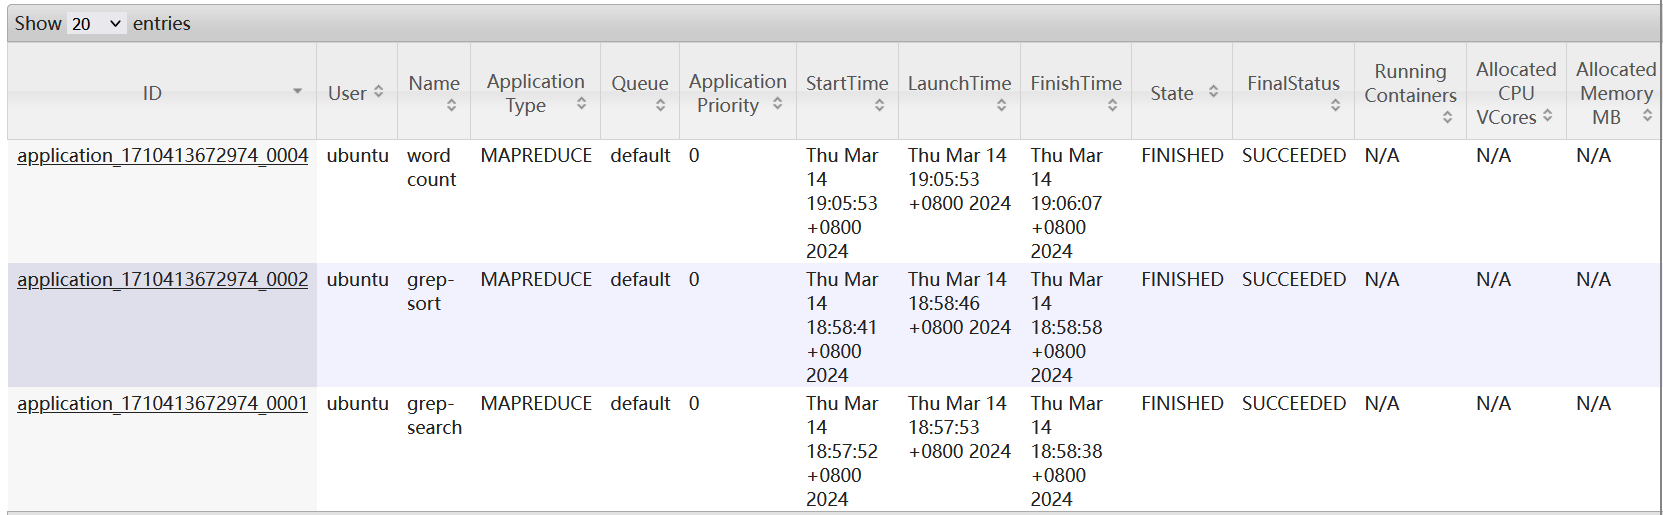 Show 20 entries
ID User Name Application Type Queue Application Priority StartTime LaunchTime FinishTime State FinalStatus Running Containers Allocated CPU VCores Allocated Memory MB
application_1710413672974_0004 ubuntu word count MAPREDUCE default 0 Thu Mar 14 19:05:53 +0800 2024 Thu Mar 14 19:05:53 +0800 2024 Thu Mar 14 19:06:07 +0800 2024 FINISHED SUCCEEDED N/A N/A N/A
application_1710413672974_0002 ubuntu grep-sort MAPREDUCE default 0 Thu Mar 14 18:58:41 +0800 2024 Thu Mar 14 18:58:46 +0800 2024 Thu Mar 14 18:58:58 +0800 2024 FINISHED SUCCEEDED N/A N/A N/A
application_1710413672974_0001 ubuntu grep-search MAPREDUCE default 0 Thu Mar 14 18:57:52 +0800 2024 Thu Mar 14 18:57:53 +0800 2024 Thu Mar 14 18:58:38 +0800 2024 FINISHED SUCCEEDED N/A N/A N/A